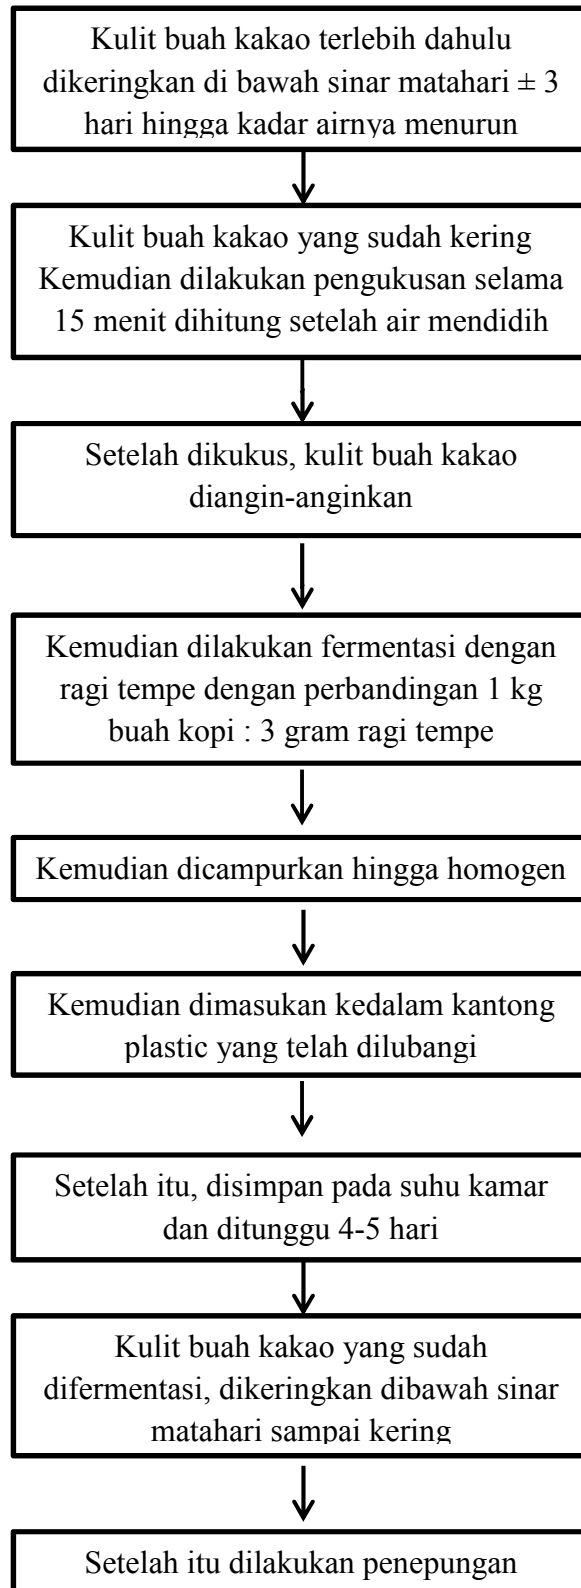 Kulit buah kakao terlebih dahulu
dikeringkan di bawah sinar matahari ± 3
hari hingga kadar airnya menurun
Kulit buah kakao yang sudah kering
Kemudian dilakukan pengukusan selama
15 menit dihitung setelah air mendidih
Setelah dikukus, kulit buah kakao
diangin-anginkan
Kemudian dilakukan fermentasi dengan
ragi tempe dengan perbandingan 1 kg
buah kopi : 3 gram ragi tempe
Kemudian dicampurkan hingga homogen
Kemudian dimasukan kedalam kantong
plastic yang telah dilubangi
Setelah itu, disimpan pada suhu kamar
dan ditunggu 4-5 hari
Kulit buah kakao yang sudah
difermentasi, dikeringkan dibawah sinar
matahari sampai kering
Setelah itu dilakukan penepungan